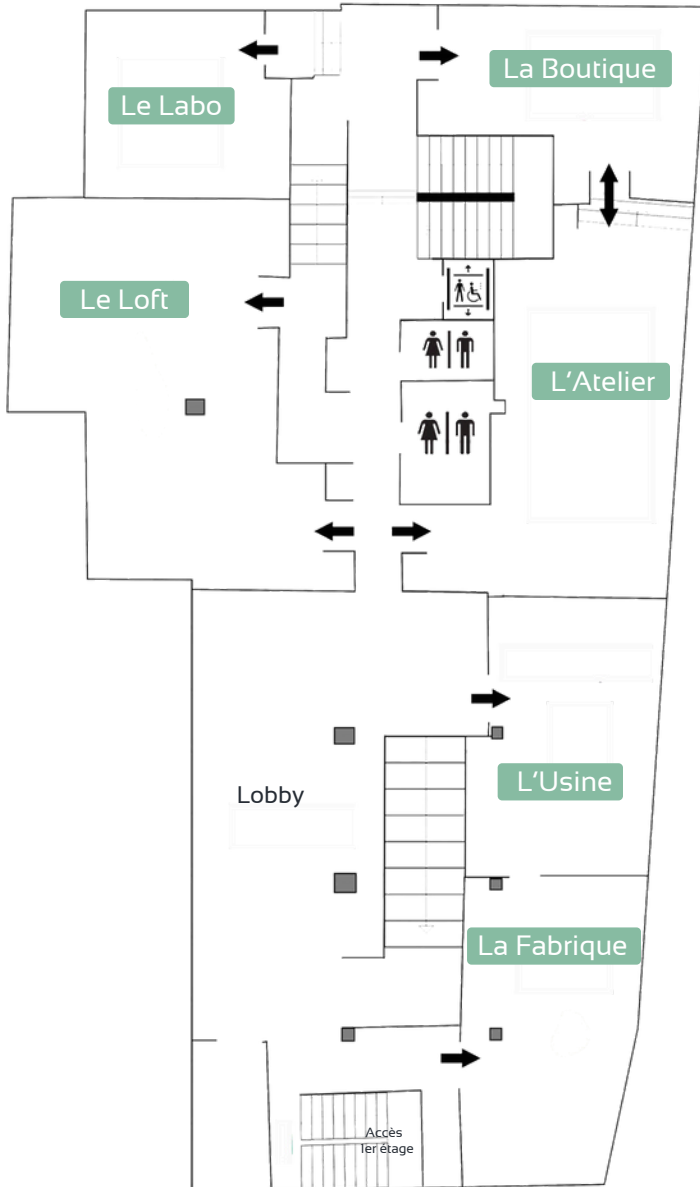 La Boutique
Le Labo
Le Loft
L'Atelier
L'Usine
Lobby
La Fabrique
Accès
1er étage